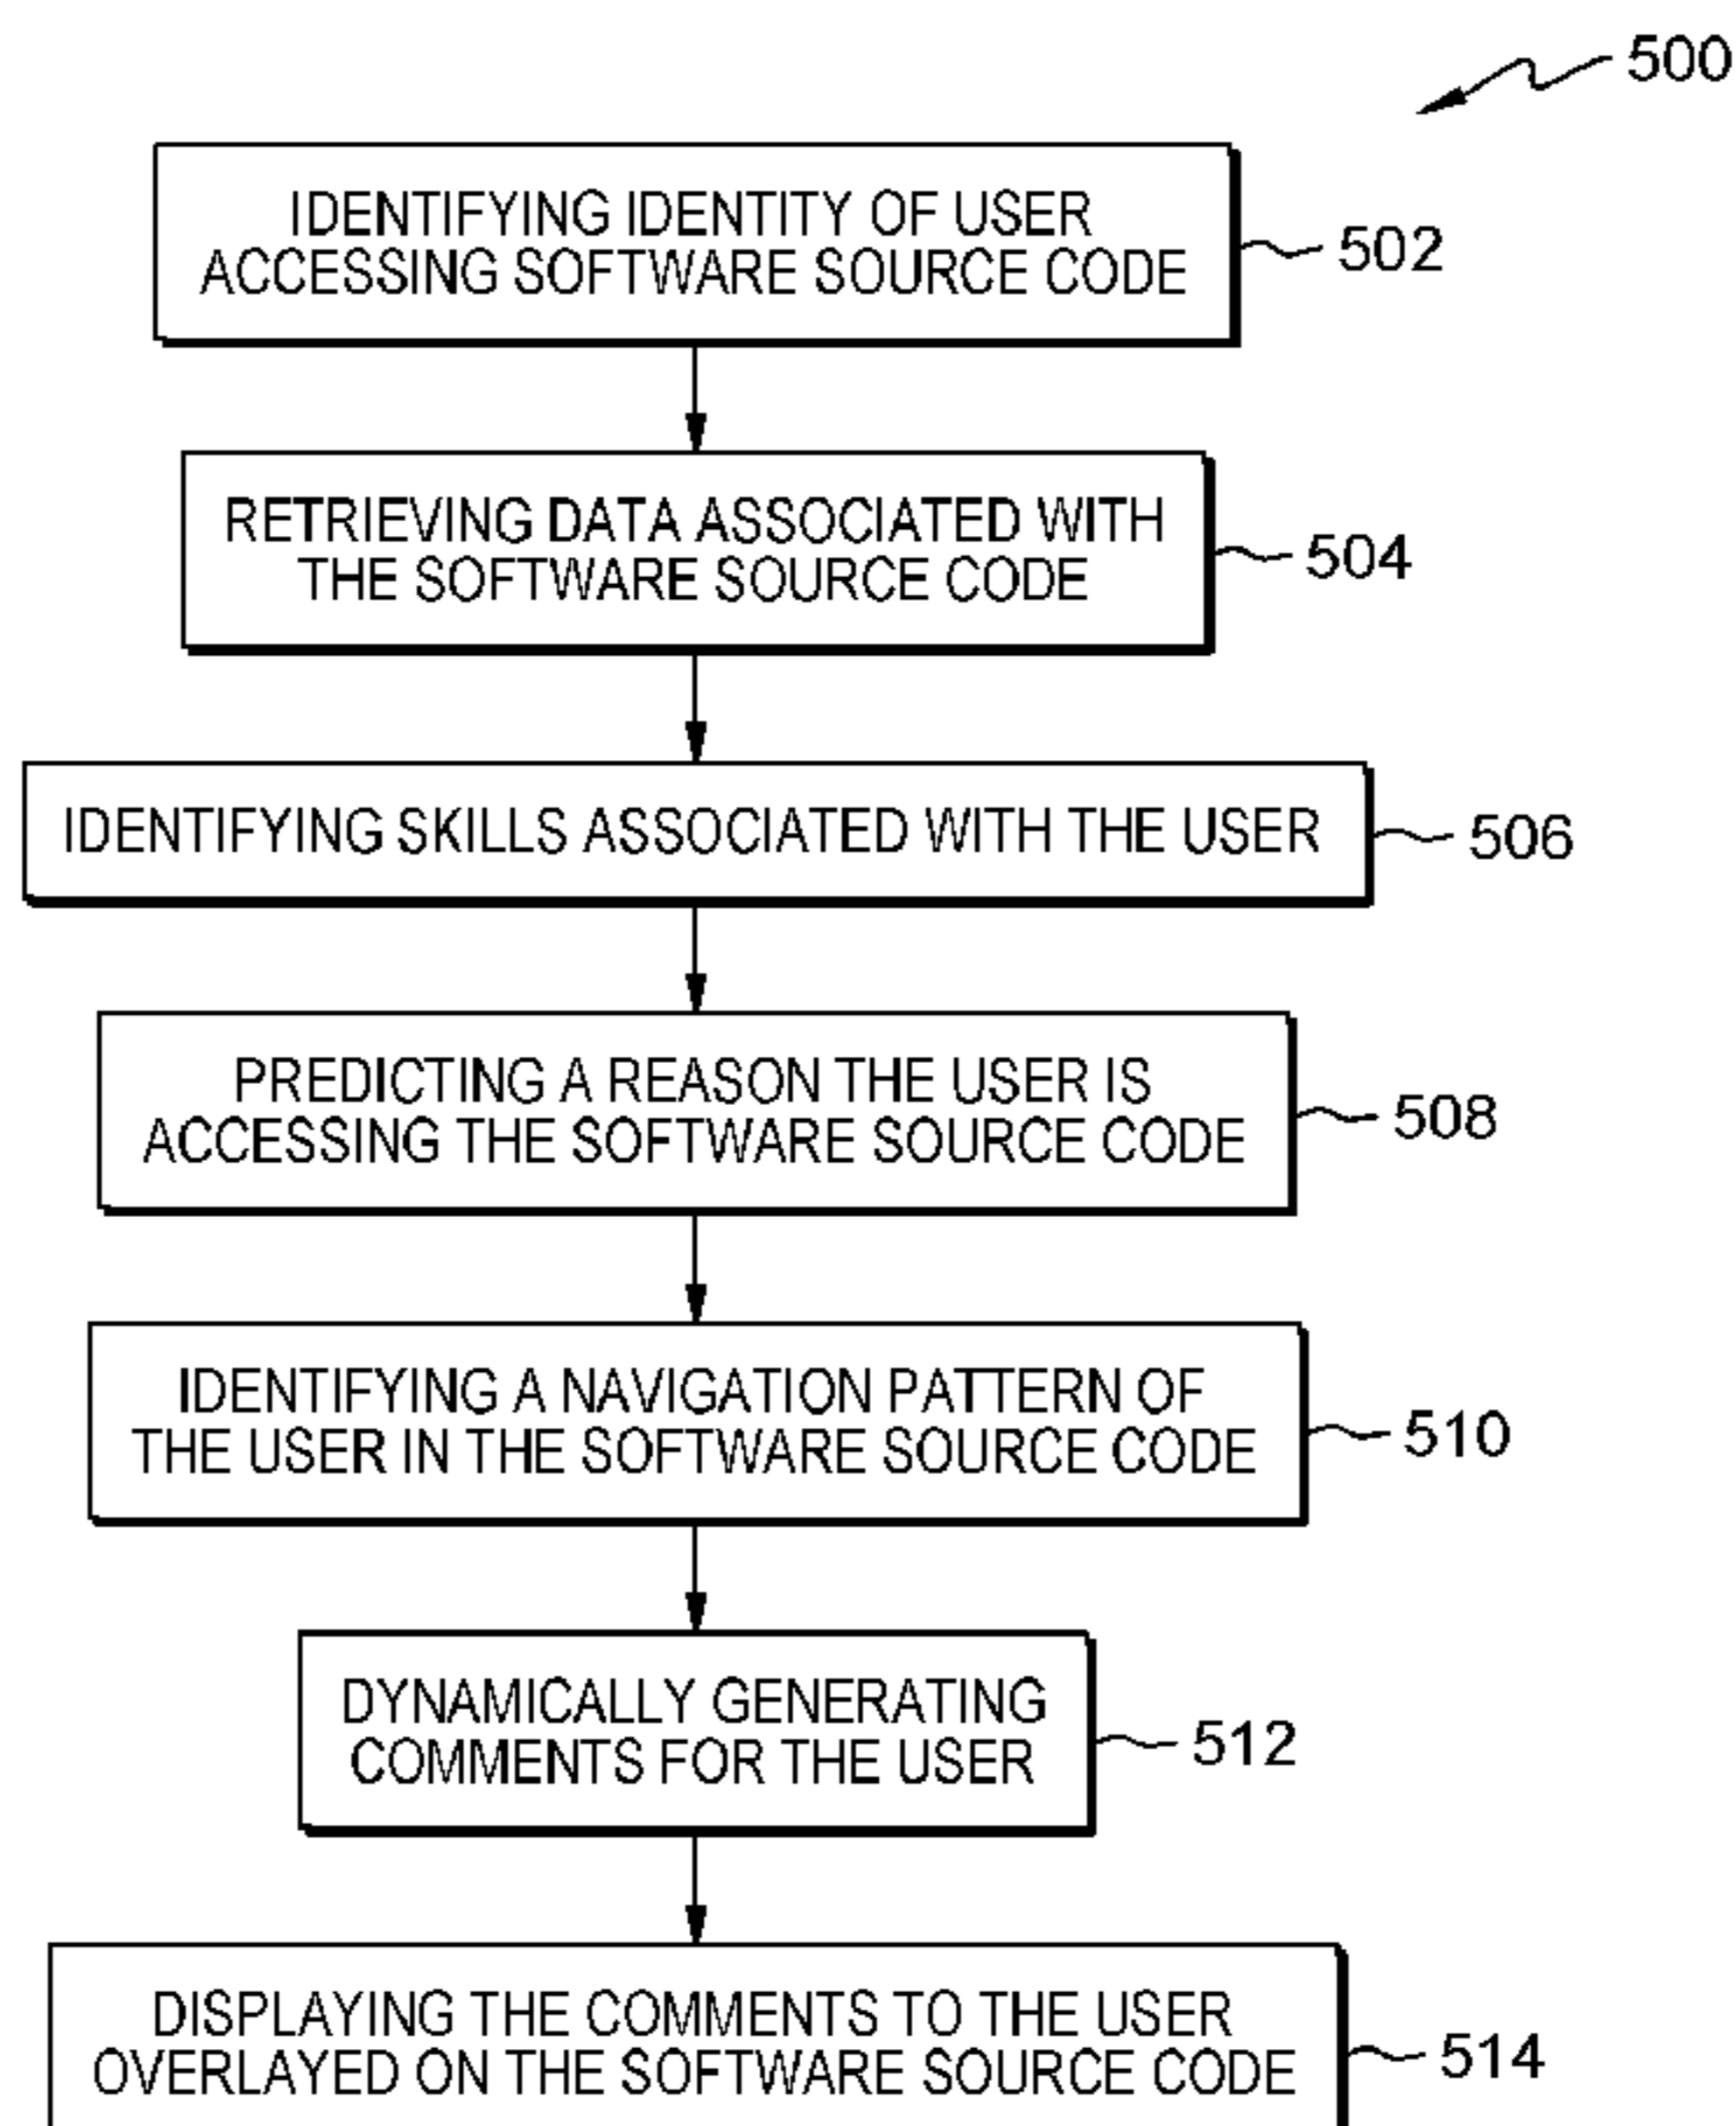 500
IDENTIFYING IDENTITY OF USER
ACCESSING SOFTWARE SOURCE CODE
502
RETRIEVING DATA ASSOCIATED WITH
THE SOFTWARE SOURCE CODE
504
IDENTIFYING SKILLS ASSOCIATED WITH THE USER
506
PREDICTING A REASON THE USER IS
ACCESSING THE SOFTWARE SOURCE CODE
508
IDENTIFYING A NAVIGATION PATTERN OF
THE USER IN THE SOFTWARE SOURCE CODE
510
DYNAMICALLY GENERATING
COMMENTS FOR THE USER
512
DISPLAYING THE COMMENTS TO THE USER
OVERLAYED ON THE SOFTWARE SOURCE CODE
514